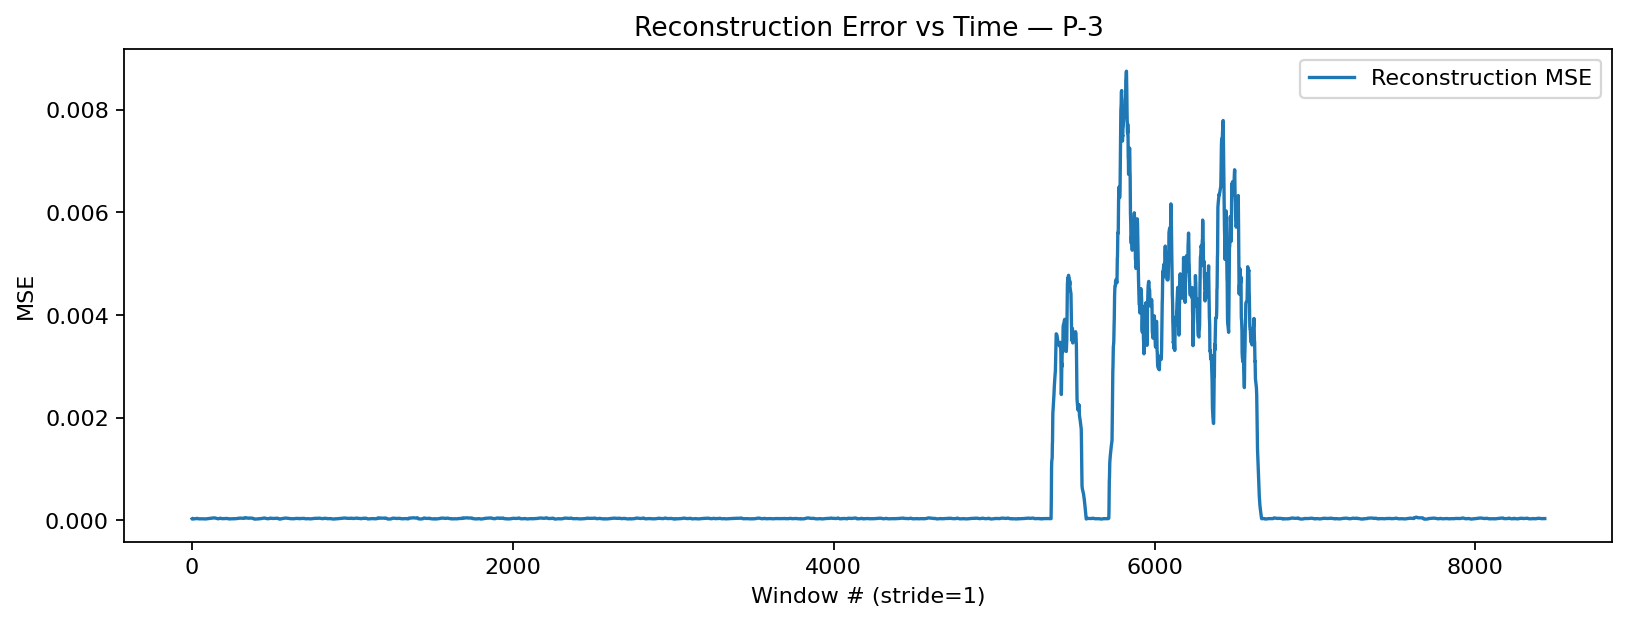 Reconstruction Error vs Time — P-3
Reconstruction MSE
MSE
0.008
0.006
0.004
0.002
0.000
0 2000 4000 6000 8000
Window # (stride=1)